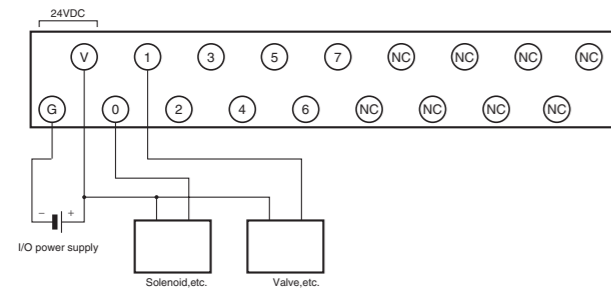 24VDC
V 1 3 5 7 NC NC NC NC
G 0 2 4 6 NC NC NC NC
− +
I/O power supply
Solenoid,etc. Valve,etc.